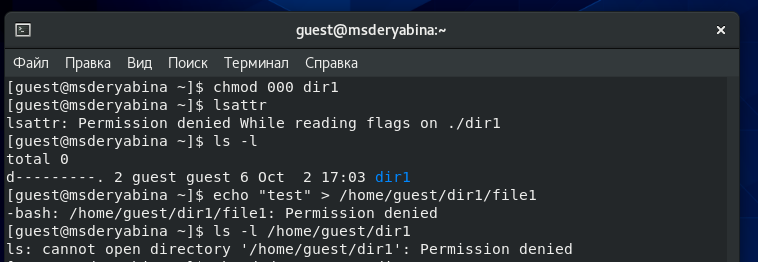 guest@msderyabina:~
Файл Правка Вид Поиск Терминал Справка
[guest@msderyabina ~]$ chmod 000 dir1
[guest@msderyabina ~]$ lsattr
lsattr: Permission denied While reading flags on ./dir1
[guest@msderyabina ~]$ ls -l
total 0
d---------. 2 guest guest 6 Oct  2 17:03 dir1
[guest@msderyabina ~]$ echo "test" > /home/guest/dir1/file1
-bash: /home/guest/dir1/file1: Permission denied
[guest@msderyabina ~]$ ls -l /home/guest/dir1
ls: cannot open directory '/home/guest/dir1': Permission denied